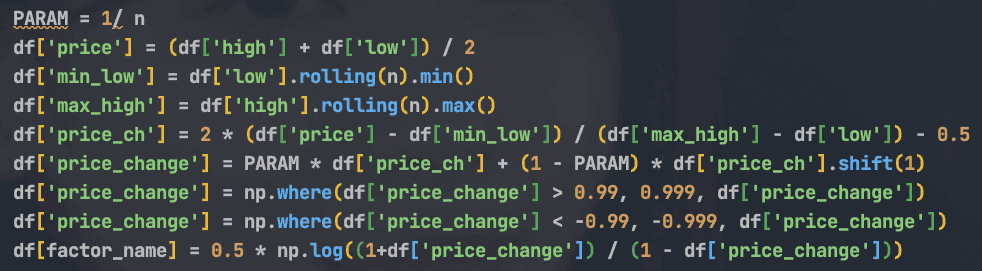 PARAM = 1/ n
df['price'] = (df['high'] + df['low']) / 2
df['min_low'] = df['low'].rolling(n).min()
df['max_high'] = df['high'].rolling(n).max()
df['price_ch'] = 2 * (df['price'] - df['min_low']) / (df['max_high'] - df['low']) - 0.5
df['price_change'] = PARAM * df['price_ch'] + (1 - PARAM) * df['price_ch'].shift(1)
df['price_change'] = np.where(df['price_change'] > 0.99, 0.999, df['price_change'])
df['price_change'] = np.where(df['price_change'] < -0.99, -0.999, df['price_change'])
df[factor_name] = 0.5 * np.log((1+df['price_change']) / (1 - df['price_change']))